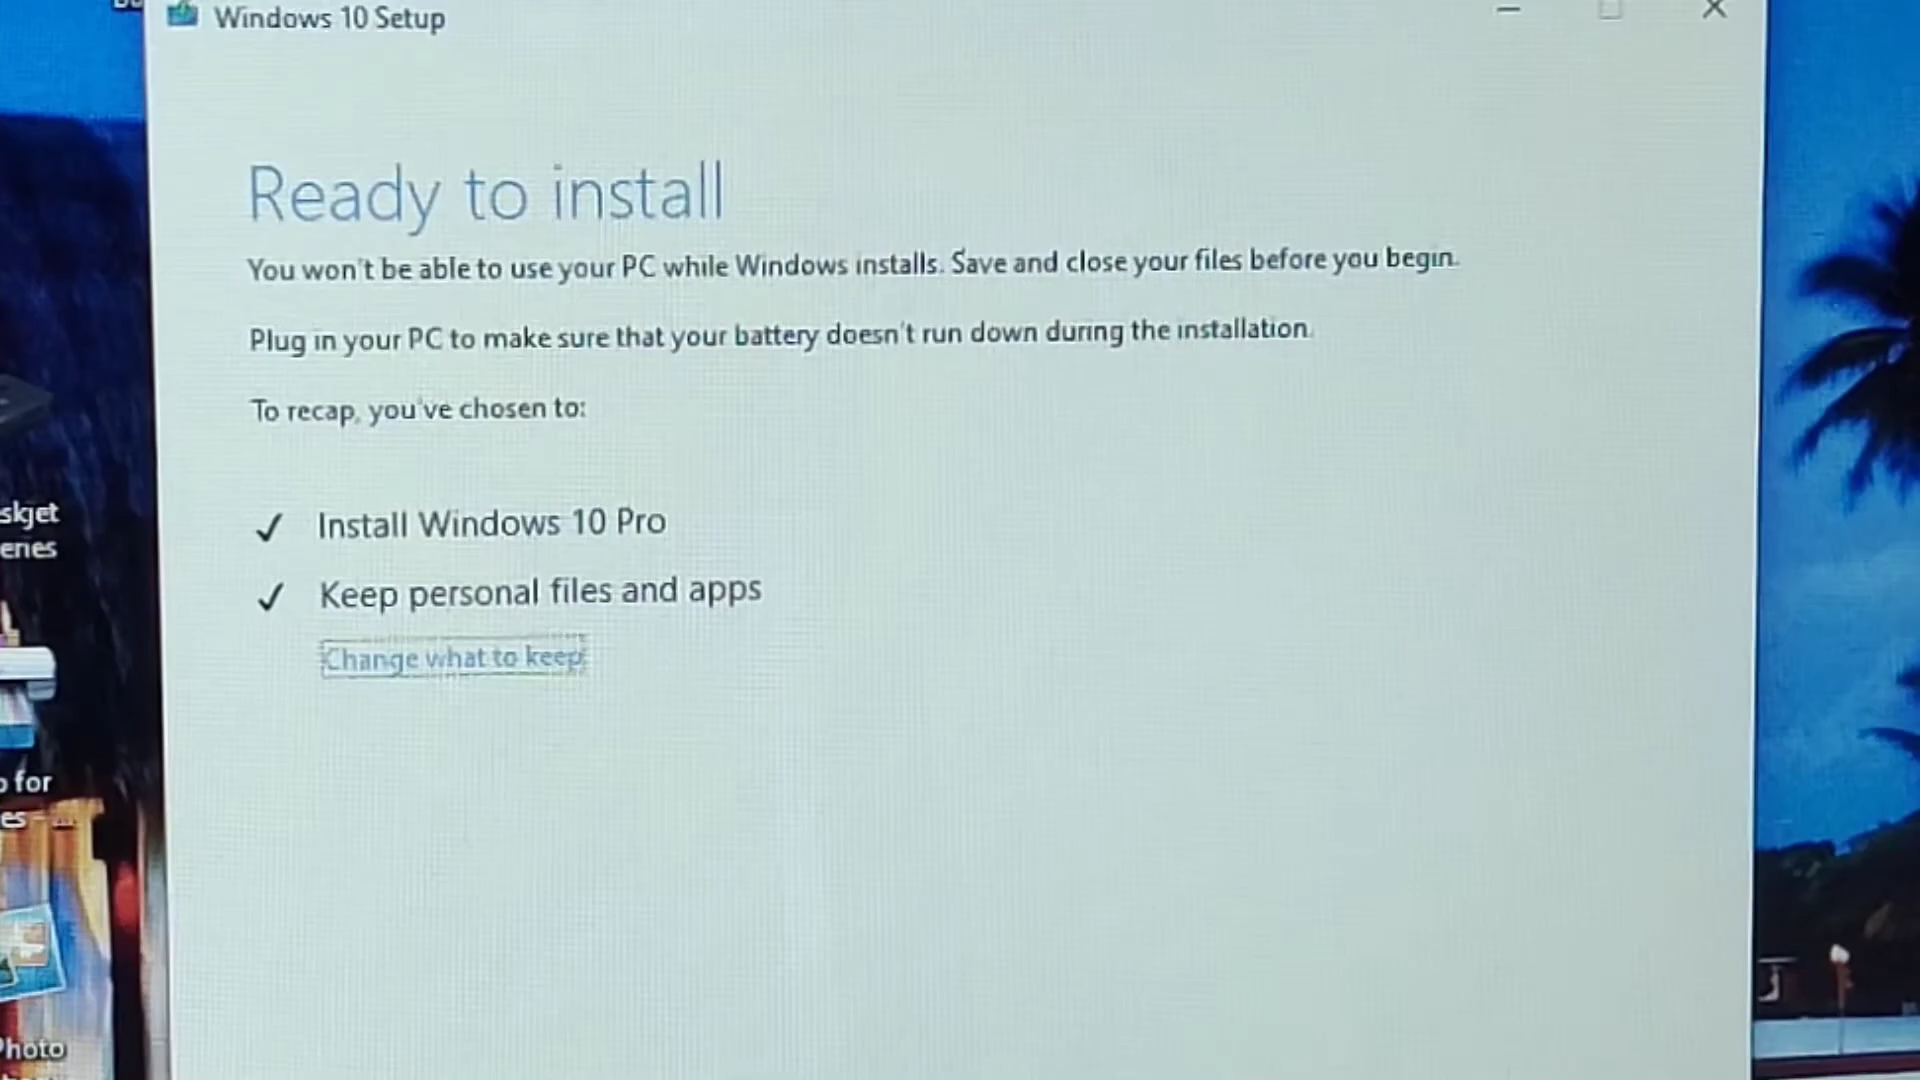 Windows 10 Setup
Ready to install
You won't be able to use your PC while Windows installs. Save and close your files before you begin.
Plug in your PC to make sure that your battery doesn't run down during the installation.
To recap, you've chosen to:
✓ Install Windows 10 Pro
✓ Keep personal files and apps
Change what to keep
skjet
eries
for
es - ...
Photo